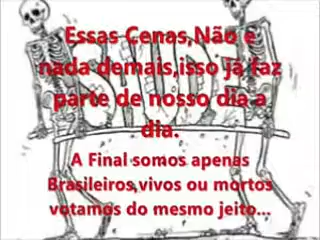 Essas Cenas,Não e
nada demais,isso já faz
parte de nosso dia a
dia.
A Final somos apenas
Brasileiros,vivos ou mortos
votamos do mesmo jeito...